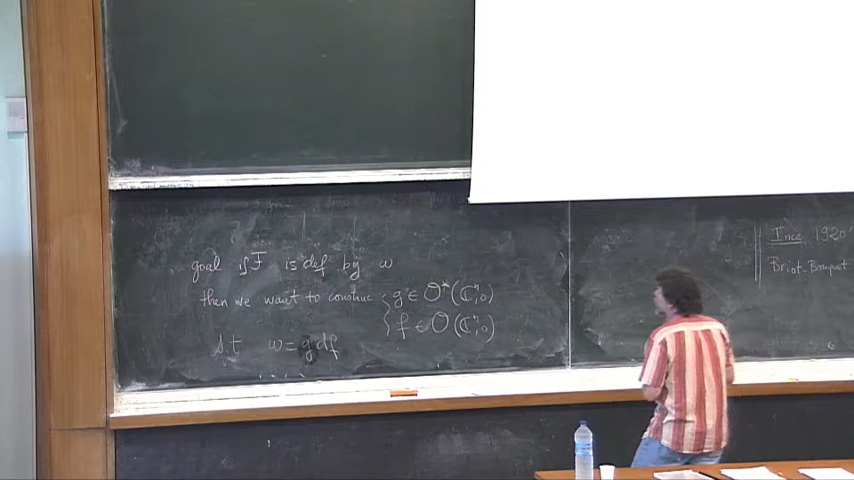 goal if F is def by ω
then we want to construc { g ∈ O*(ℂⁿ,0)
f ∈ O(ℂⁿ,0)
s.t ω = g df
Ince 1920
Briot-Bouquet